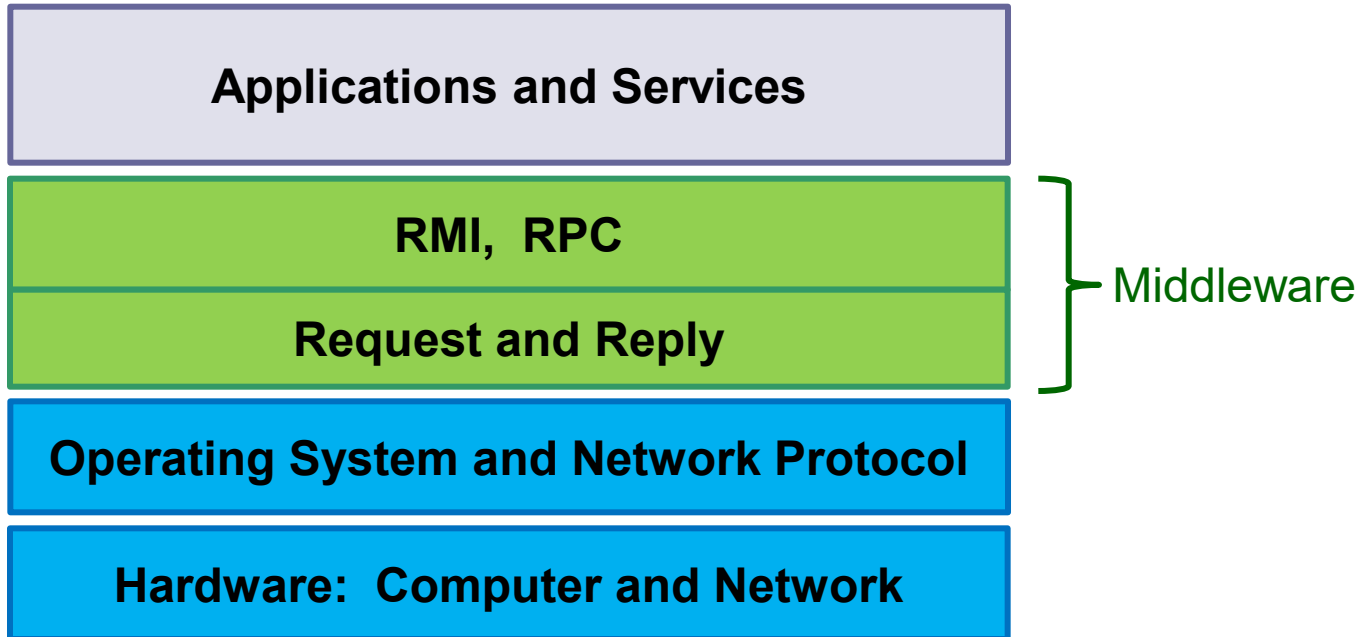 Applications and Services
RMI, RPC
Request and Reply
Middleware
Operating System and Network Protocol
Hardware: Computer and Network